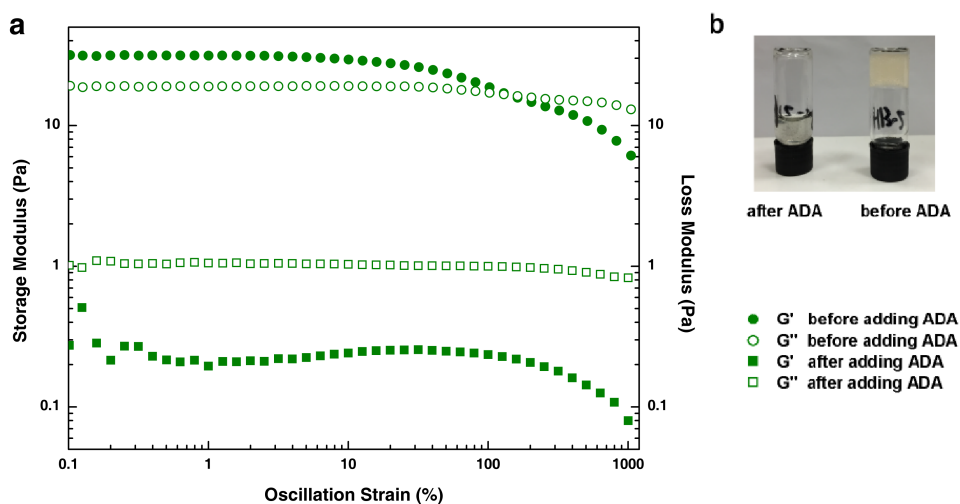 a
b
10
1
0.1
10
1
0.1
0.1
1
10
100
1000
Storage Modulus (Pa)
Loss Modulus (Pa)
Oscillation Strain (%)
after ADA before ADA
G' before adding ADA
G'' before adding ADA
G' after adding ADA
G'' after adding ADA